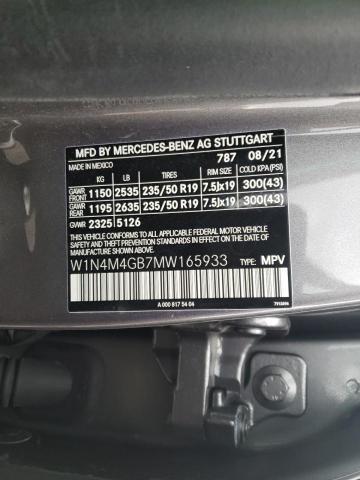 MFD BY MERCEDES-BENZ AG STUTTGART
MADE IN MEXICO 787 08/21
KG LB TIRE SIZE RIM SIZE COLD KPA(PSI)
GAWR FRONT 1150 2535 235/50 R19 7.5Jx19 300(43)
GAWR REAR 1195 2635 235/50 R19 7.5Jx19 300(43)
GVWR 2325 5126
THIS VEHICLE CONFORMS TO ALL APPLICABLE
FEDERAL MOTOR VEHICLE SAFETY AND THEFT
PREVENTION STANDARDS IN EFFECT ON THE DATE
OF MANUFACTURE SHOWN ABOVE.
W1N4M4GB7MW165933 TYPE: MPV
A 000 817 54 04